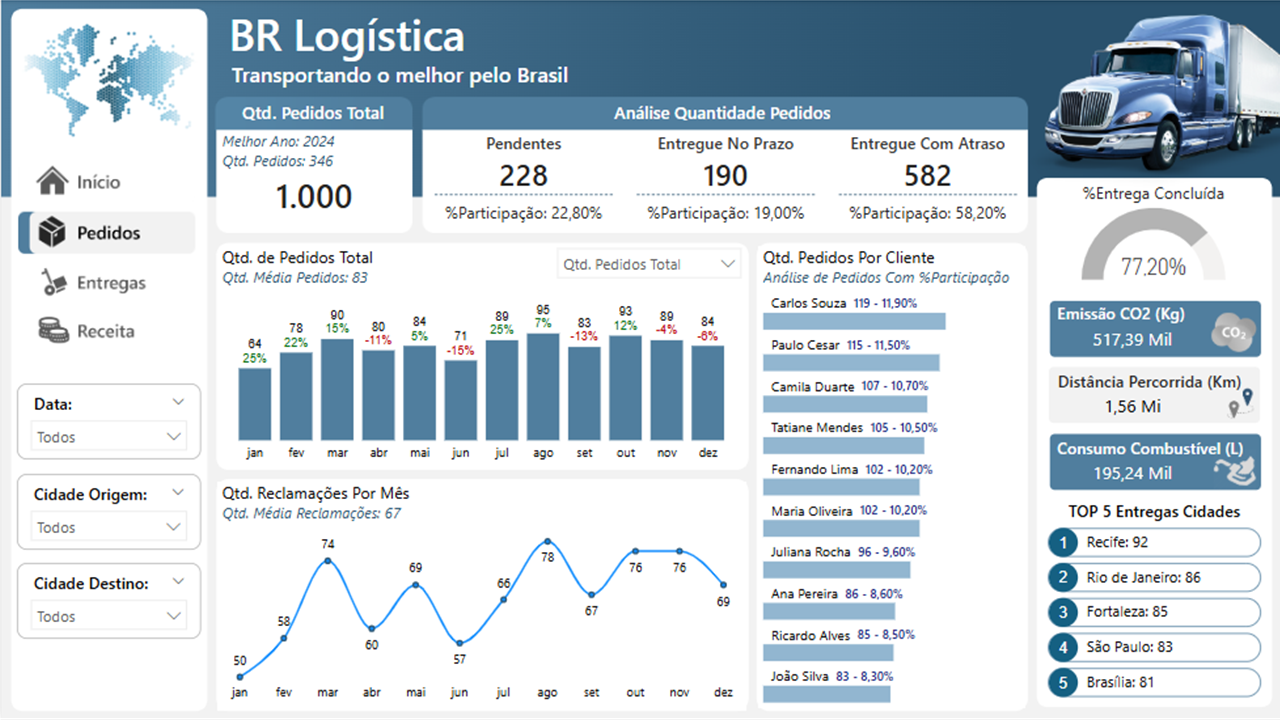 BR Logística
Transportando o melhor pelo Brasil
Início
Pedidos
Entregas
Receita
Data:
Todos
Cidade Origem:
Todos
Cidade Destino:
Todos
Qtd. Pedidos Total
Melhor Ano: 2024
Qtd. Pedidos: 346
1.000
Análise Quantidade Pedidos
Pendentes
228
%Participação: 22,80%
Entregue No Prazo
190
%Participação: 19,00%
Entregue Com Atraso
582
%Participação: 58,20%
Qtd. de Pedidos Total
Qtd. Média Pedidos: 83
Qtd. Pedidos Total
64 78 90 80 84 71 89 95 83 93 89 84
25% 22% 15% -11% 5% -15% 25% 7% -13% 12% -4% -6%
jan fev mar abr mai jun jul ago set out nov dez
Qtd. Reclamações Por Mês
Qtd. Média Reclamações: 67
50 58 74 60 69 57 66 78 67 76 76 69
jan fev mar abr mai jun jul ago set out nov dez
Qtd. Pedidos Por Cliente
Análise de Pedidos Com %Participação
Carlos Souza 119 - 11,90%
Paulo Cesar 115 - 11,50%
Camila Duarte 107 - 10,70%
Tatiane Mendes 105 - 10,50%
Fernando Lima 102 - 10,20%
Maria Oliveira 102 - 10,20%
Juliana Rocha 96 - 9,60%
Ana Pereira 86 - 8,60%
Ricardo Alves 85 - 8,50%
João Silva 83 - 8,30%
%Entrega Concluída
77.20%
Emissão CO2 (Kg)
517,39 Mil
CO2
Distância Percorrida (Km)
1,56 Mi
Consumo Combustível (L)
195,24 Mil
TOP 5 Entregas Cidades
1 Recife: 92
2 Rio de Janeiro: 86
3 Fortaleza: 85
4 São Paulo: 83
5 Brasília: 81